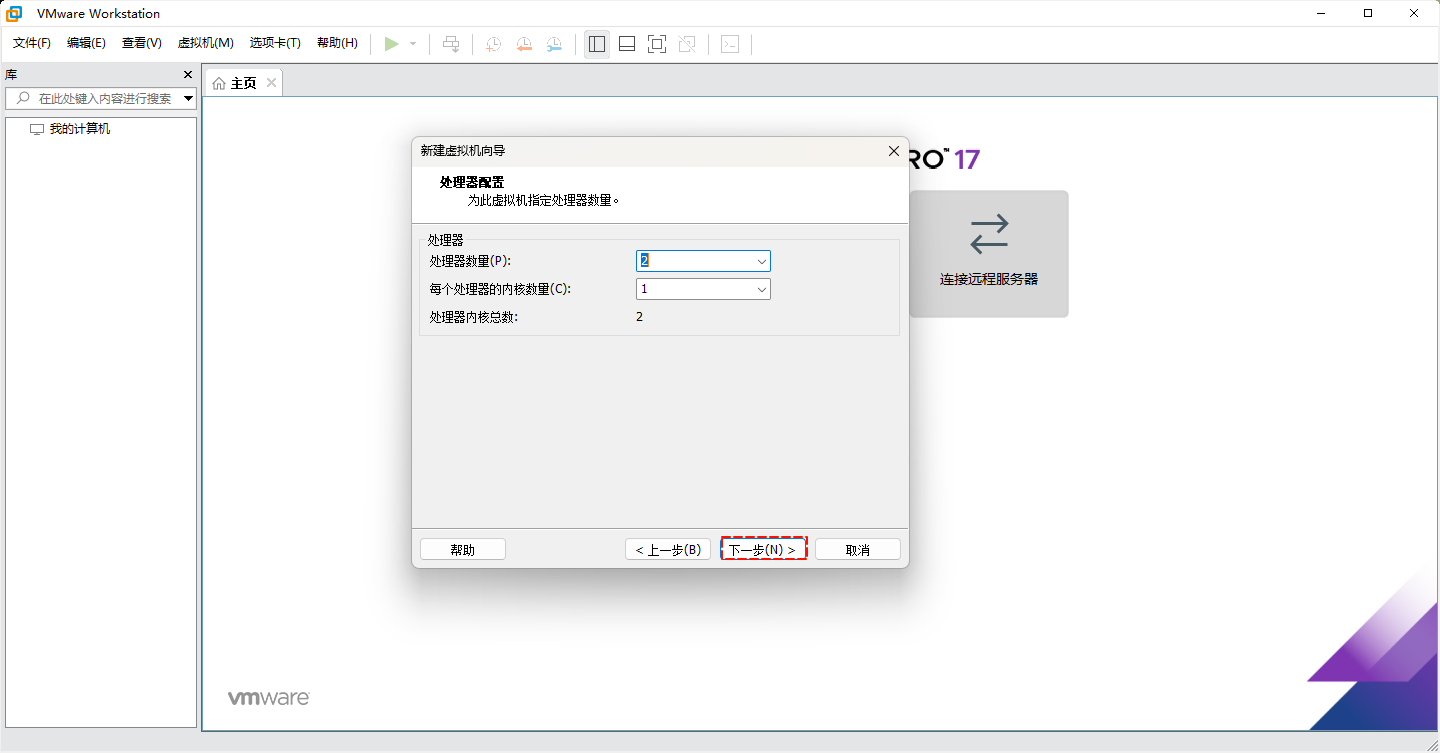 VMware Workstation
文件(F) 编辑(E) 查看(V) 虚拟机(M) 选项卡(T) 帮助(H)
库
在此处键入内容进行搜索
我的计算机
主页
RO™ 17
连接远程服务器
新建虚拟机向导
处理器配置
为此虚拟机指定处理器数量。
处理器
处理器数量(P): 2
每个处理器的内核数量(C): 1
处理器内核总数: 2
帮助 < 上一步(B) 下一步(N) > 取消
vmware